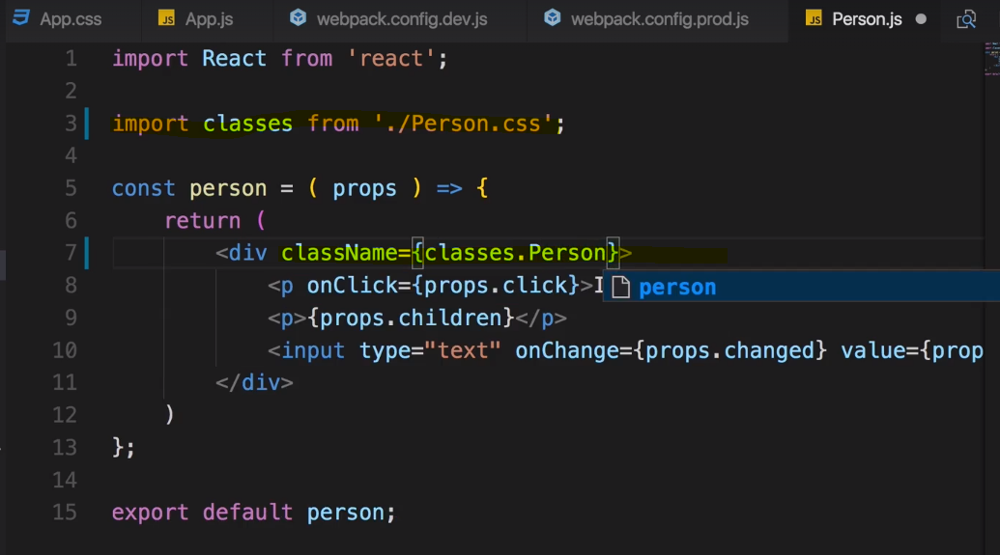 App.css JS App.js webpack.config.dev.js webpack.config.prod.js JS Person.js
1 import React from 'react';
2
3 import classes from './Person.css';
4
5 const person = ( props ) => {
6 return (
7 <div className={classes.Person}>
8 <p onClick={props.click}>I person
9 <p>{props.children}</p>
10 <input type="text" onChange={props.changed} value={prop
11 </div>
12 )
13 };
14
15 export default person;